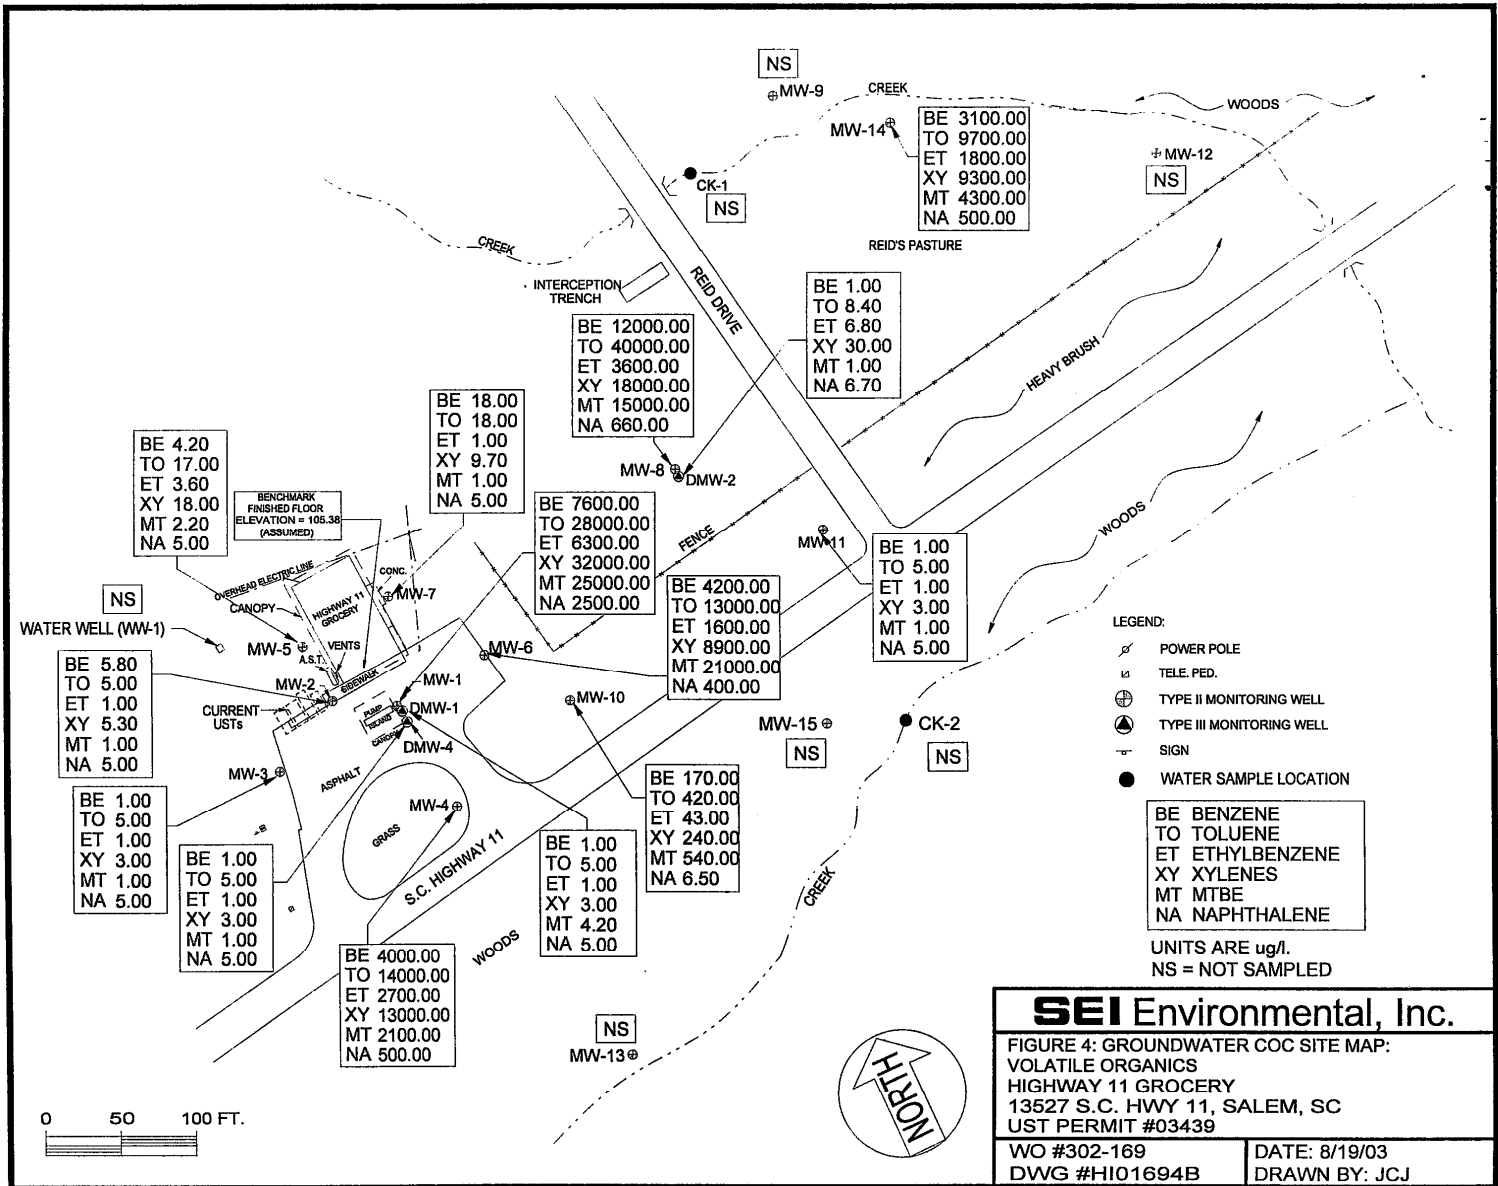 NS
MW-9
CREEK
WOODS
MW-14
BE 3100.00
TO 9700.00
ET 1800.00
XY 9300.00
MT 4300.00
NA 500.00
MW-12
NS
CK-1
NS
CREEK
REID'S PASTURE
INTERCEPTION
TRENCH
REID DRIVE
BE 1.00
TO 8.40
ET 6.80
XY 30.00
MT 1.00
NA 6.70
BE 12000.00
TO 40000.00
ET 3600.00
XY 18000.00
MT 15000.00
NA 660.00
HEAVY BRUSH
BE 18.00
TO 18.00
ET 1.00
XY 9.70
MT 1.00
NA 5.00
BE 4.20
TO 17.00
ET 3.60
XY 18.00
MT 2.20
NA 5.00
MW-8
DMW-2
BENCHMARK
FINISHED FLOOR
ELEVATION = 105.38
(ASSUMED)
BE 7600.00
TO 28000.00
ET 6300.00
XY 32000.00
MT 25000.00
NA 2500.00
FENCE
WOODS
MW-11
BE 1.00
TO 5.00
ET 1.00
XY 3.00
MT 1.00
NA 5.00
OVERHEAD ELECTRIC LINE
CONC.
BE 4200.00
TO 13000.00
ET 1600.00
XY 8900.00
MT 21000.00
NA 400.00
NS
WATER WELL (WW-1)
CANOPY
HIGHWAY 11
GROCERY
MW-7
MW-5
VENTS
A.S.T.
MW-6
SIDEWALK
BE 5.80
TO 5.00
ET 1.00
XY 5.30
MT 1.00
NA 5.00
MW-2
CURRENT
USTs
MW-1
PUMP
ISLAND
CANOPY
DMW-1
DMW-4
MW-10
MW-15
NS
CK-2
NS
MW-3
ASPHALT
BE 1.00
TO 5.00
ET 1.00
XY 3.00
MT 1.00
NA 5.00
MW-4
GRASS
BE 170.00
TO 420.00
ET 43.00
XY 240.00
MT 540.00
NA 6.50
BE 1.00
TO 5.00
ET 1.00
XY 3.00
MT 1.00
NA 5.00
S.C. HIGHWAY 11
BE 1.00
TO 5.00
ET 1.00
XY 3.00
MT 4.20
NA 5.00
CREEK
WOODS
BE 4000.00
TO 14000.00
ET 2700.00
XY 13000.00
MT 2100.00
NA 500.00
NS
MW-13
LEGEND:
POWER POLE
TELE. PED.
TYPE II MONITORING WELL
TYPE III MONITORING WELL
SIGN
WATER SAMPLE LOCATION
BE BENZENE
TO TOLUENE
ET ETHYLBENZENE
XY XYLENES
MT MTBE
NA NAPHTHALENE
UNITS ARE ug/l.
NS = NOT SAMPLED
NORTH
0 50 100 FT.
SEI Environmental, Inc.
FIGURE 4: GROUNDWATER COC SITE MAP:
VOLATILE ORGANICS
HIGHWAY 11 GROCERY
13527 S.C. HWY 11, SALEM, SC
UST PERMIT #03439
WO #302-169
DWG #HI01694B
DATE: 8/19/03
DRAWN BY: JCJ